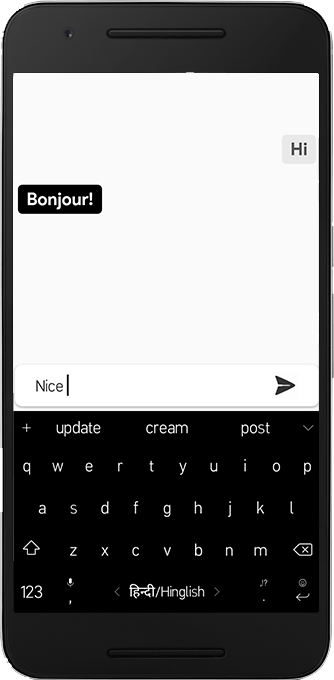 Hi
Bonjour!
Nice
+ update cream post
q w e r t y u i o p
a s d f g h j k l
z x c v b n m
123 , हिन्दी/Hinglish ,!? .